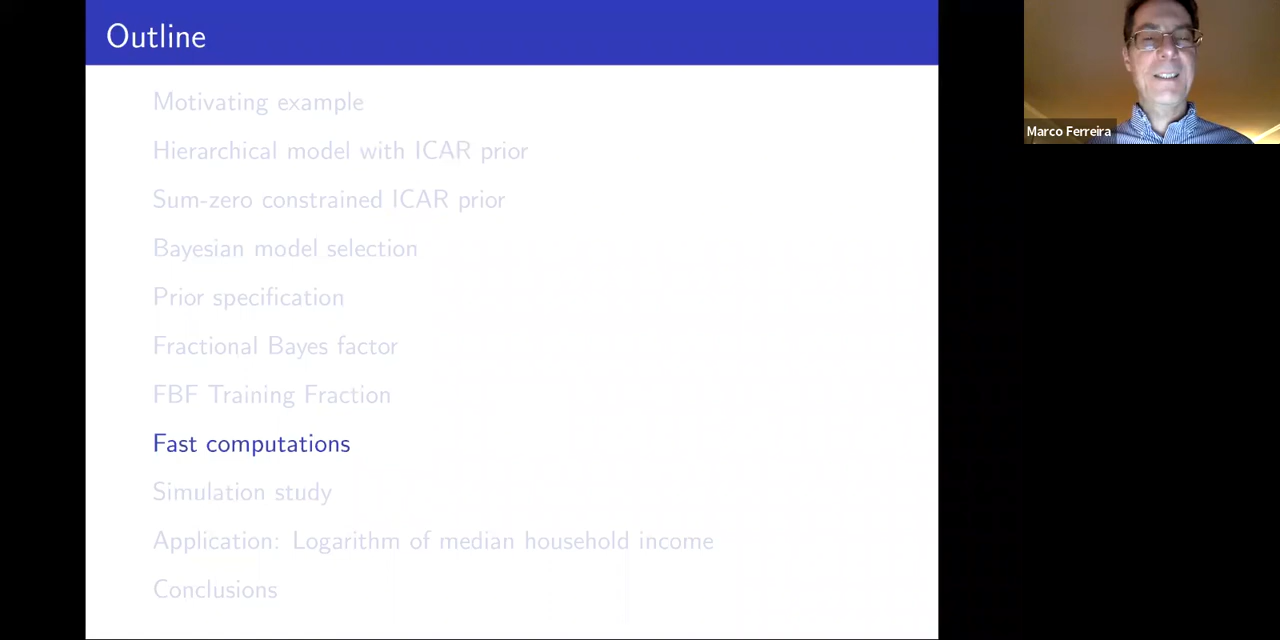 Outline
Motivating example
Hierarchical model with ICAR prior
Sum-zero constrained ICAR prior
Bayesian model selection
Prior specification
Fractional Bayes factor
FBF Training Fraction
Fast computations
Simulation study
Application: Logarithm of median household income
Conclusions
Marco Ferreira